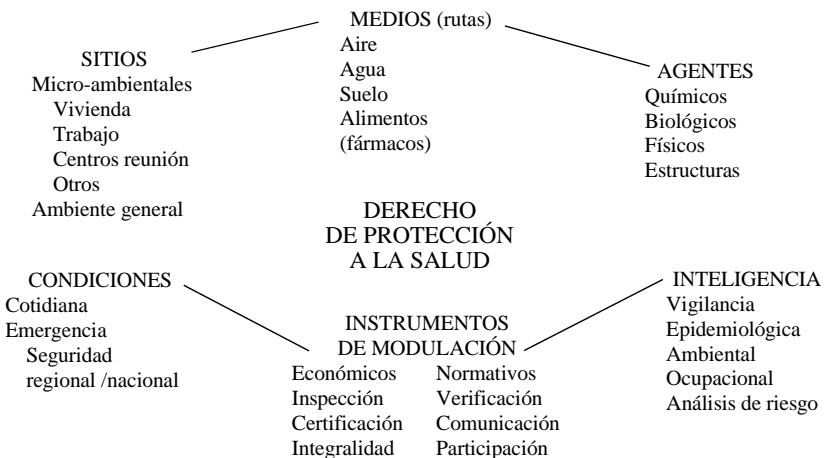 MEDIOS (rutas)
Aire
Agua
Suelo
Alimentos
(fármacos)
SITIOS
Micro-ambientales
Vivienda
Trabajo
Centros reunión
Otros
Ambiente general
AGENTES
Químicos
Biológicos
Físicos
Estructuras
DERECHO
DE PROTECCIÓN
A LA SALUD
CONDICIONES
Cotidiana
Emergencia
Seguridad
regional /nacional
INSTRUMENTOS
DE MODULACIÓN
Económicos Normativos
Inspección Verificación
Certificación Comunicación
Integralidad Participación
INTELIGENCIA
Vigilancia
Epidemiológica
Ambiental
Ocupacional
Análisis de riesgo